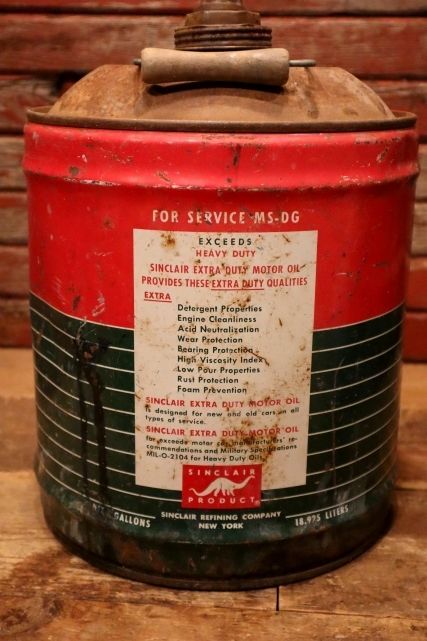 FOR SERVICE MS-DG
EXCEEDS
HEAVY DUTY
SINCLAIR EXTRA DUTY MOTOR OIL
PROVIDES THESE EXTRA DUTY QUALITIES
EXTRA
Detergent Properties
Engine Cleanliness
Acid Neutralization
Wear Protection
Bearing Protection
High Viscosity Index
Low Pour Properties
Rust Protection
Foam Prevention
SINCLAIR EXTRA DUTY MOTOR OIL
is designed for new and old cars in all
types of service.
SINCLAIR EXTRA DUTY MOTOR OIL
far exceeds motor car manufacturers' re-
commendations and Military Specifications
MIL-O-2104 for Heavy Duty Oils.
SINCLAIR
PRODUCT
GALLONS SINCLAIR REFINING COMPANY 18.925 LITERS
NEW YORK